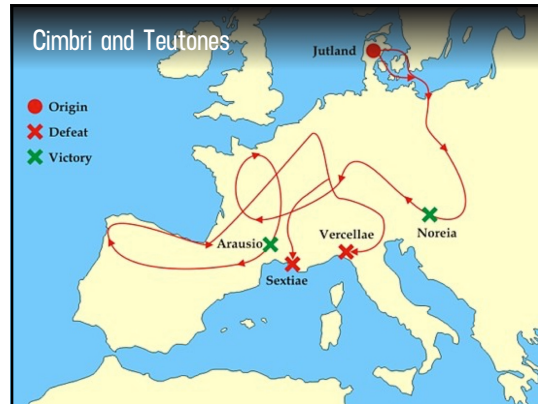 Cimbri and Teutones
Jutland
Origin
Defeat
Victory
Noreia
Arausio
Vercellae
Sextiae